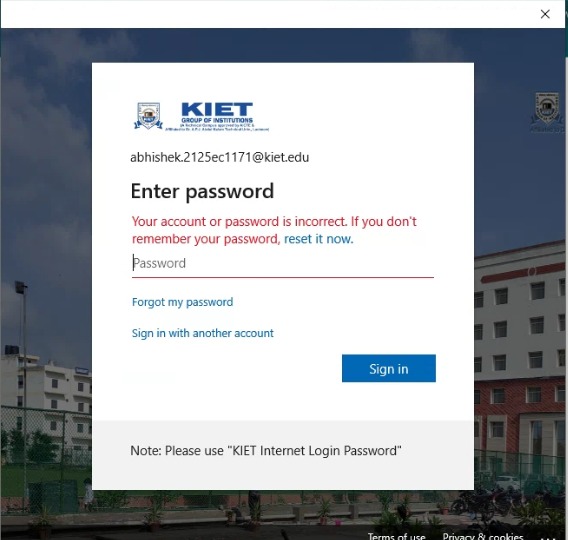 KIET
GROUP OF INSTITUTIONS
abhishek.2125ec1171@kiet.edu
Enter password
Your account or password is incorrect. If you don't
remember your password, reset it now.
Password
Forgot my password
Sign in with another account
Sign in
Note: Please use "KIET Internet Login Password"
Terms of use Privacy & cookies ...